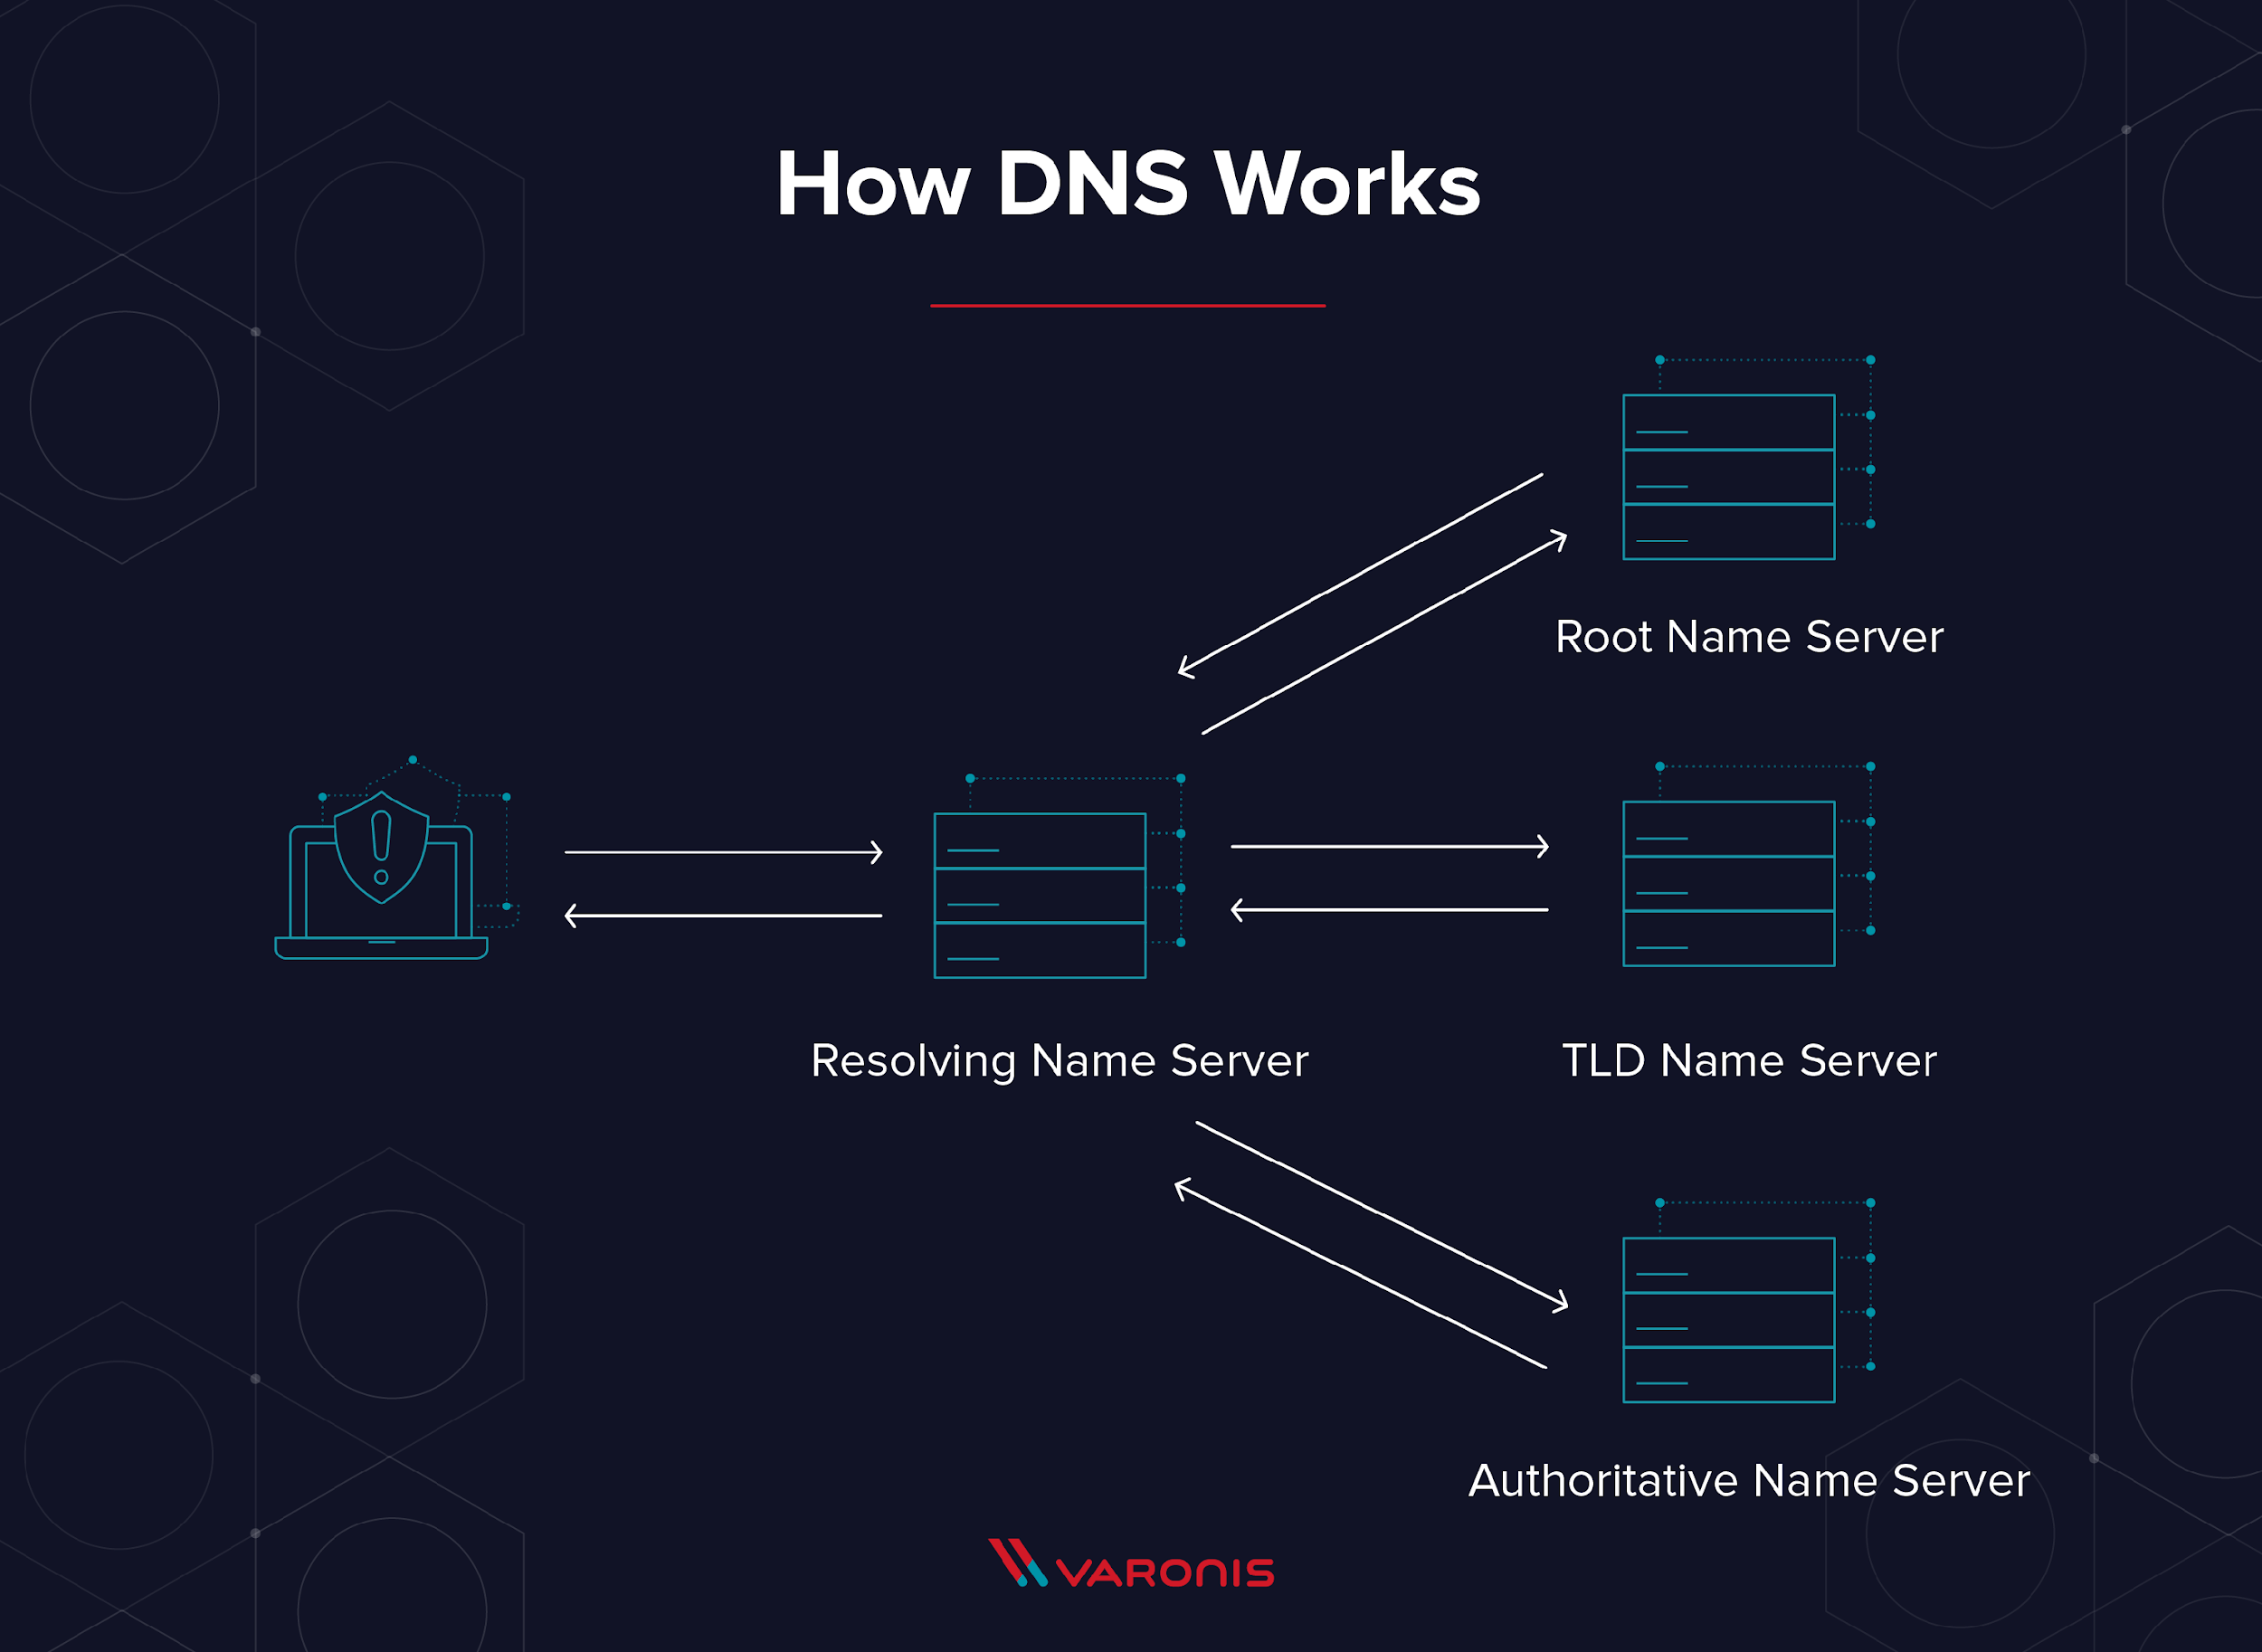 How DNS Works
Root Name Server
Resolving Name Server
TLD Name Server
Authoritative Name Server
VARONIS